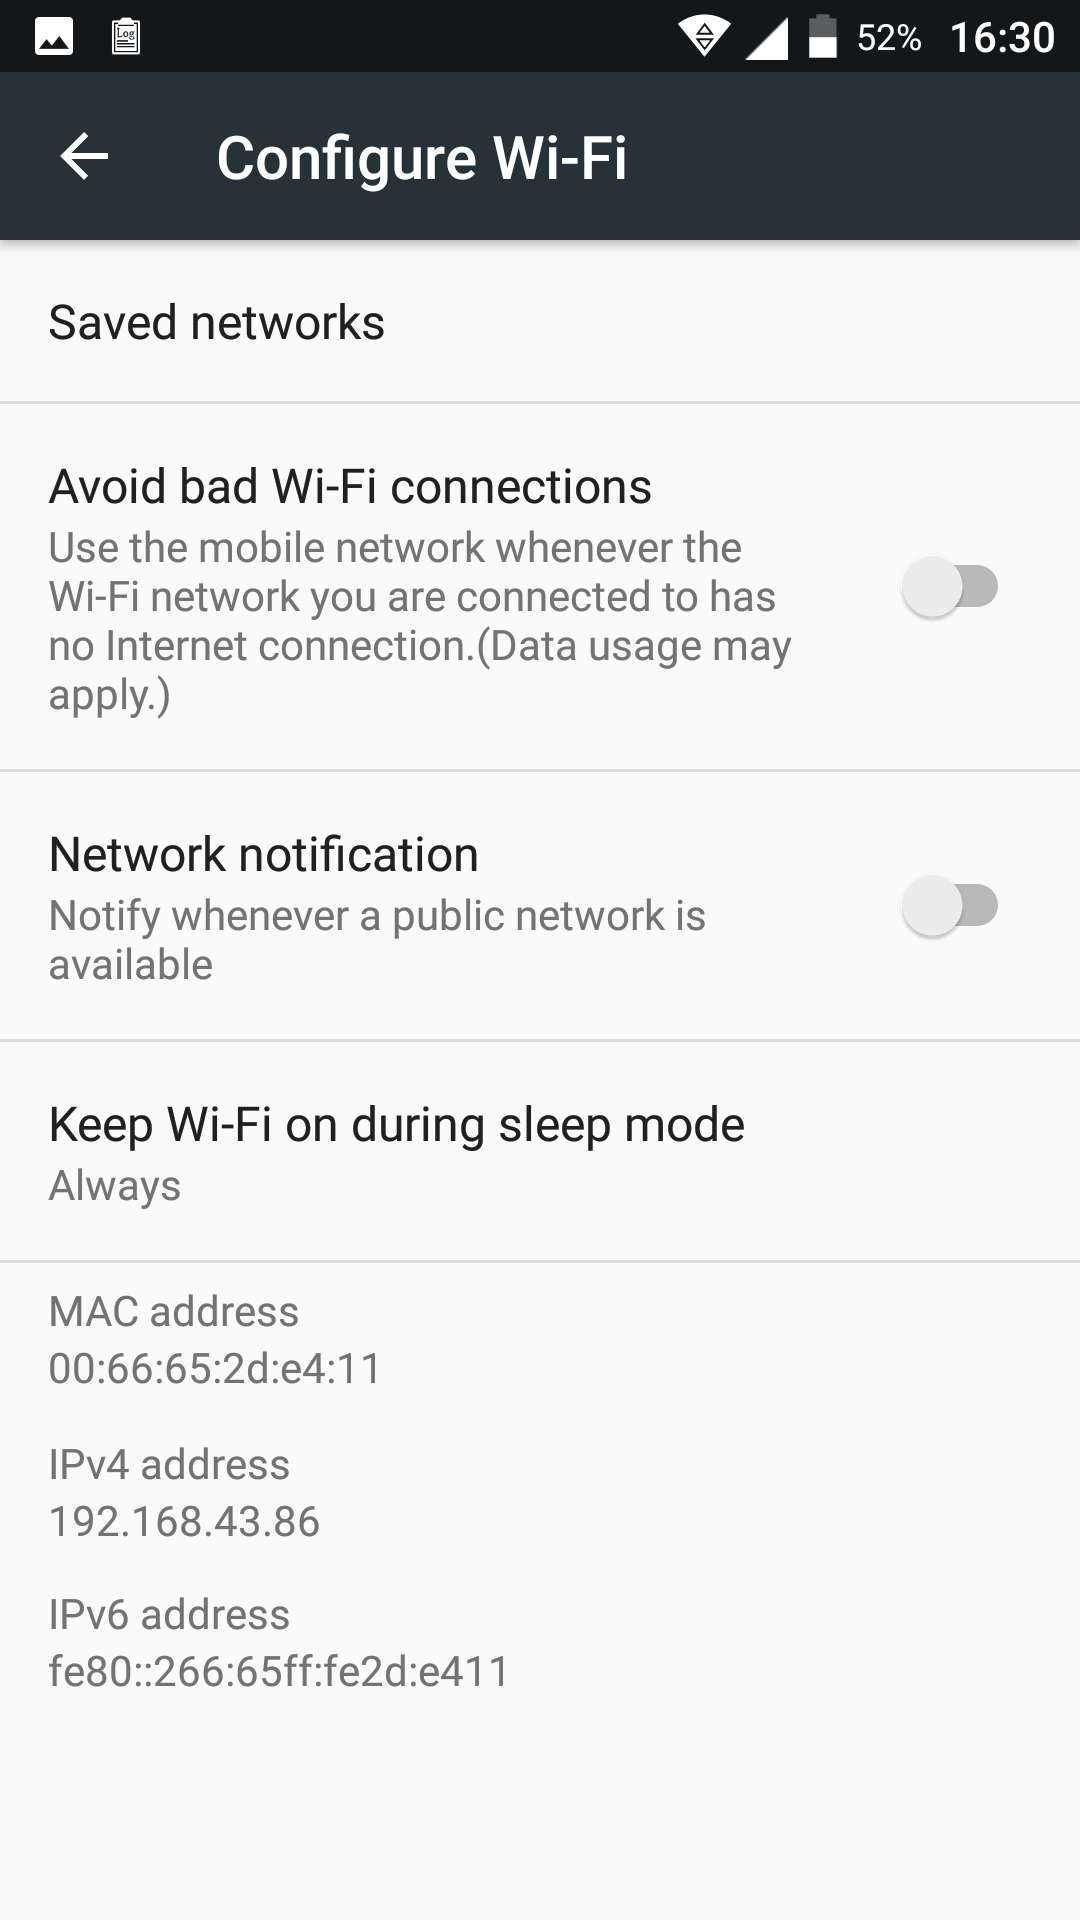 Log
52%
16:30
Configure Wi-Fi
Saved networks
Avoid bad Wi-Fi connections
Use the mobile network whenever the
Wi-Fi network you are connected to has
no Internet connection.(Data usage may
apply.)
Network notification
Notify whenever a public network is
available
Keep Wi-Fi on during sleep mode
Always
MAC address
00:66:65:2d:e4:11
IPv4 address
192.168.43.86
IPv6 address
fe80::266:65ff:fe2d:e411